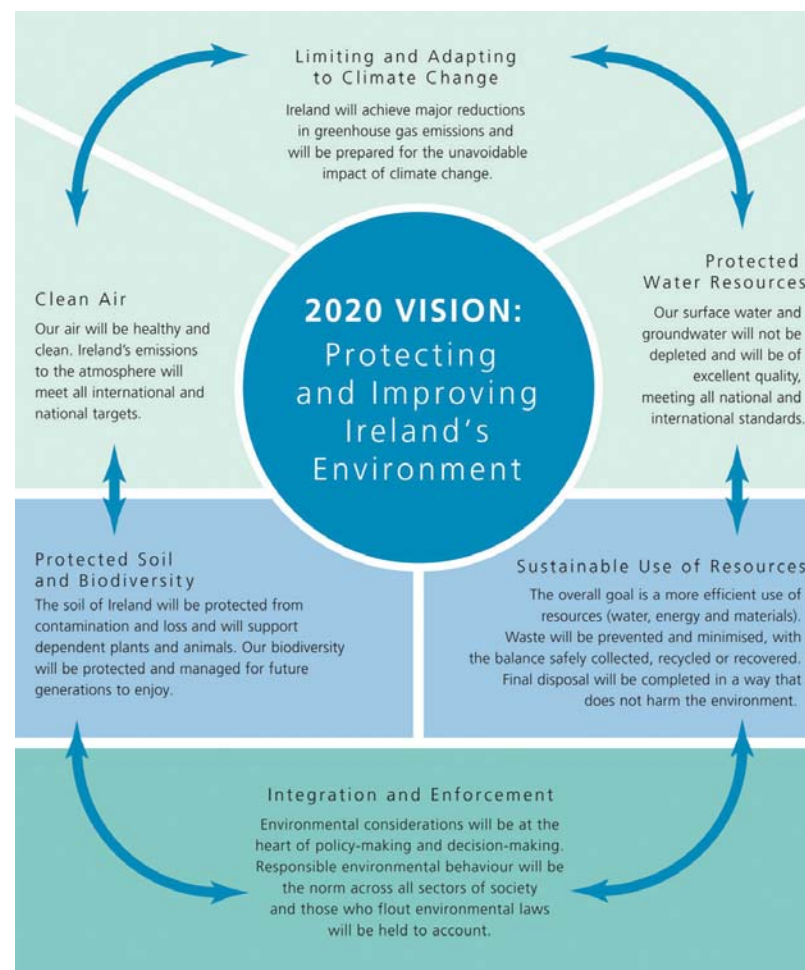 Limiting and Adapting
to Climate Change
Ireland will achieve major reductions
in greenhouse gas emissions and
will be prepared for the unavoidable
impact of climate change.
Clean Air
Our air will be healthy and
clean. Ireland's emissions
to the atmosphere will
meet all international and
national targets.
2020 VISION:
Protecting
and Improving
Ireland's
Environment
Protected
Water Resources
Our surface water and
groundwater will not be
depleted and will be of
excellent quality,
meeting all national and
international standards.
Protected Soil
and Biodiversity
The soil of Ireland will be protected from
contamination and loss and will support
dependent plants and animals. Our biodiversity
will be protected and managed for future
generations to enjoy.
Sustainable Use of Resources
The overall goal is a more efficient use of
resources (water, energy and materials).
Waste will be prevented and minimised, with
the balance safely collected, recycled or recovered.
Final disposal will be completed in a way that
does not harm the environment.
Integration and Enforcement
Environmental considerations will be at the
heart of policy-making and decision-making.
Responsible environmental behaviour will be
the norm across all sectors of society
and those who flout environmental laws
will be held to account.